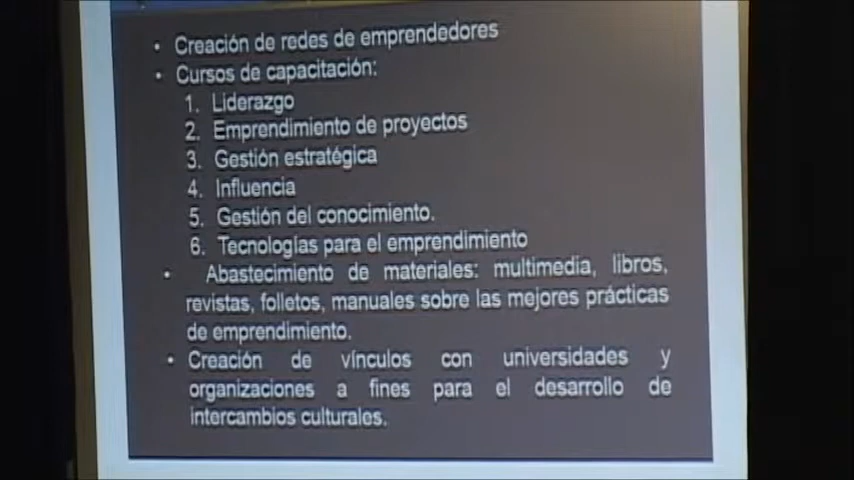 • Creación de redes de emprendedores
• Cursos de capacitación:
1. Liderazgo
2. Emprendimiento de proyectos
3. Gestión estratégica
4. Influencia
5. Gestión del conocimiento.
6. Tecnologías para el emprendimiento
• Abastecimiento de materiales: multimedia, libros,
revistas, folletos, manuales sobre las mejores prácticas
de emprendimiento.
• Creación de vínculos con universidades y
organizaciones a fines para el desarrollo de
intercambios culturales.